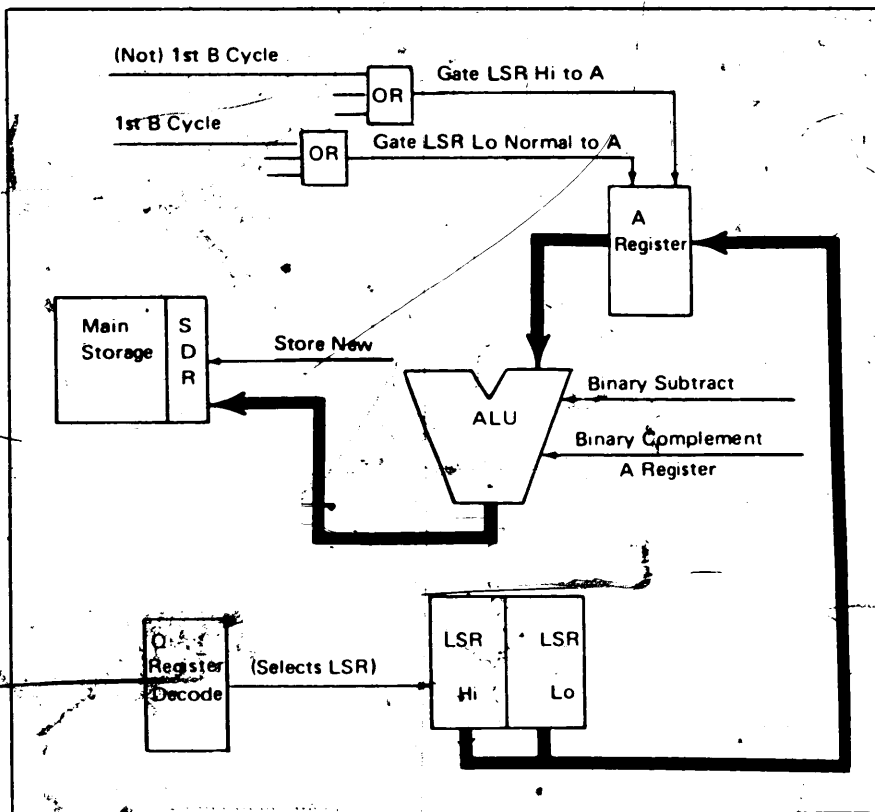 (Not) 1st B Cycle
OR
Gate LSR Hi to A
1st B Cycle
OR
Gate LSR Lo Normal to A
A
Register
Main
Storage
S
D
R
Store New
ALU
Binary Subtract
Binary Complement
A Register
Q
Register
Decode
(Selects LSR)
LSR
Hi
LSR
Lo